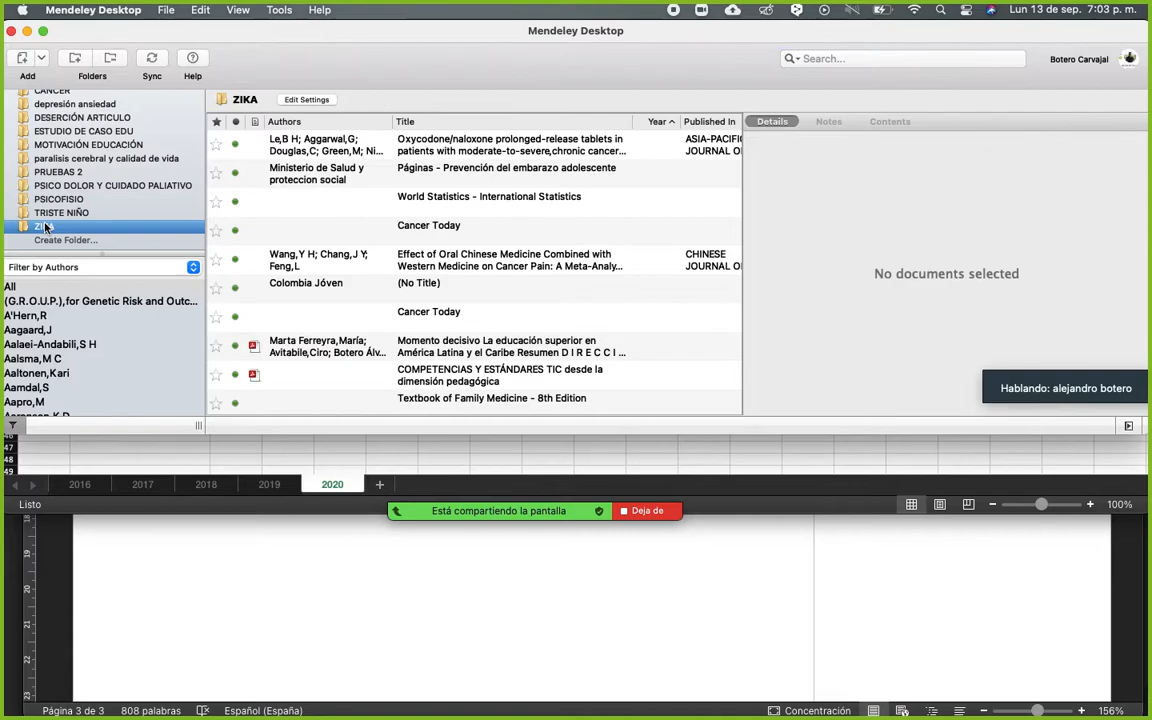 Mendeley Desktop File Edit View Tools Help Lun 13 de sep. 7:03 p. m.
Mendeley Desktop
Search... Botero Carvajal
Add Folders Sync Help
CANCER
depresión ansiedad
DESERCIÓN ARTICULO
ESTUDIO DE CASO EDU
MOTIVACIÓN EDUCACIÓN
paralisis cerebral y calidad de vida
PRUEBAS 2
PSICO DOLOR Y CUIDADO PALIATIVO
PSICOFISIO
TRISTE NIÑO
Create Folder...
Filter by Authors
All
(G.R.O.U.P.),for Genetic Risk and Outc...
A'Hern,R
Aagaard,J
Aalaei-Andabili,S H
Aalsma,M C
Aaltonen,Kari
Aamdal,S
Aapro,M
ZIKA Edit Settings
Authors Title Year Published In
Le,B H; Aggarwal,G; Oxycodone/naloxone prolonged-release tablets in ASIA-PACIFIC
Douglas,C; Green,M; Ni... patients with moderate-to-severe,chronic cancer... JOURNAL O
Ministerio de Salud y Páginas - Prevención del embarazo adolescente
proteccion social
World Statistics - International Statistics
Cancer Today
Wang,Y H; Chang,J Y; Effect of Oral Chinese Medicine Combined with CHINESE
Feng,L Western Medicine on Cancer Pain: A Meta-Analy... JOURNAL O
Colombia Jóven (No Title)
Cancer Today
Marta Ferreyra,María; Momento decisivo La educación superior en
Avitabile,Ciro; Botero Álv... América Latina y el Caribe Resumen D I R E C C I ...
COMPETENCIAS Y ESTÁNDARES TIC desde la
dimensión pedagógica
Textbook of Family Medicine - 8th Edition
Details Notes Contents
No documents selected
Hablando: alejandro botero
47
48
49
2016 2017 2018 2019 2020 +
Listo 100%
Está compartiendo la pantalla Deja de
18
19
20
21
22
23
Página 3 de 3 808 palabras Español (España) Concentración 156%